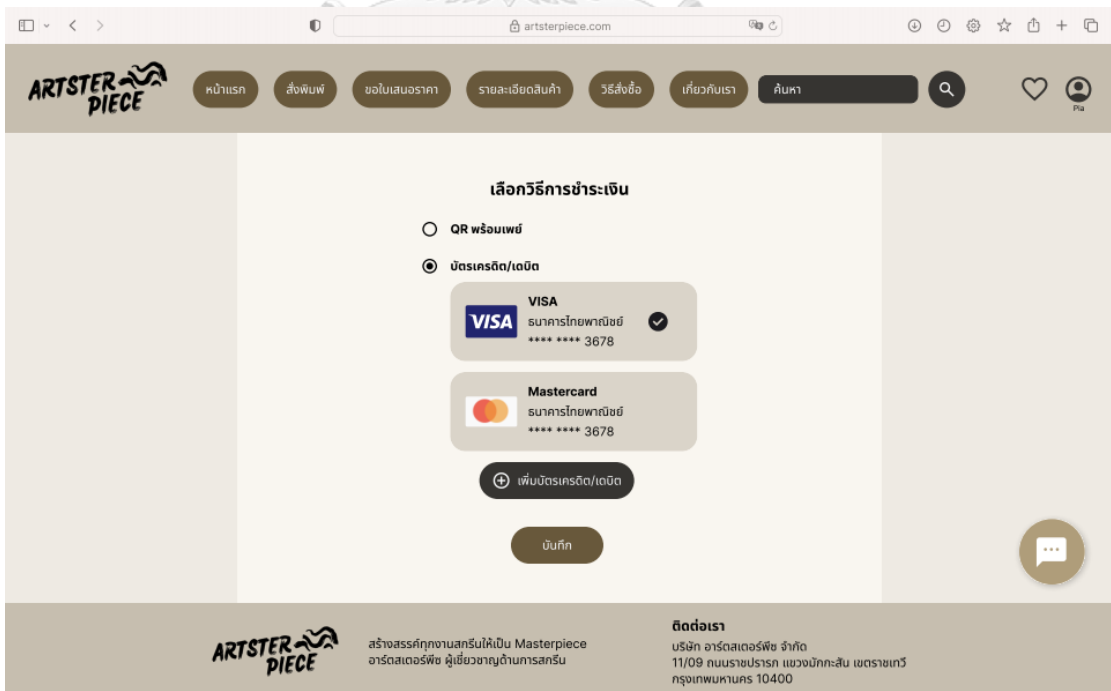 artsterpiece.com
ARTSTER
PIECE
หน้าแรก
สั่งพิมพ์
ขอใบเสนอราคา
รายละเอียดสินค้า
วิธีสั่งซื้อ
เกี่ยวกับเรา
ค้นหา
Pla
เลือกวิธีการชำระเงิน
QR พร้อมเพย์
บัตรเครดิต/เดบิต
VISA
VISA
ธนาคารไทยพาณิชย์
**** **** 3678
Mastercard
ธนาคารไทยพาณิชย์
**** **** 3678
เพิ่มบัตรเครดิต/เดบิต
บันทึก
ARTSTER
PIECE
สร้างสรรค์ทุกงานสกรีนให้เป็น Masterpiece
อาร์ตสเตอร์พีซ ผู้เชี่ยวชาญด้านการสกรีน
ติดต่อเรา
บริษัท อาร์ตสเตอร์พีซ จำกัด
11/09 ถนนราชปรารภ แขวงมักกะสัน เขตราชเทวี
กรุงเทพมหานคร 10400